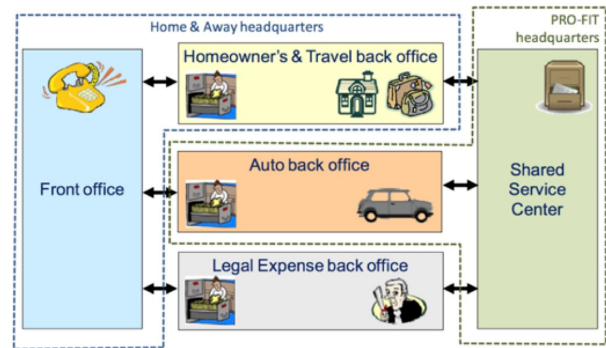 Home & Away headquarters
PRO-FIT
headquarters
Homeowner's & Travel back office
Front office
Auto back office
Shared
Service
Center
Legal Expense back office